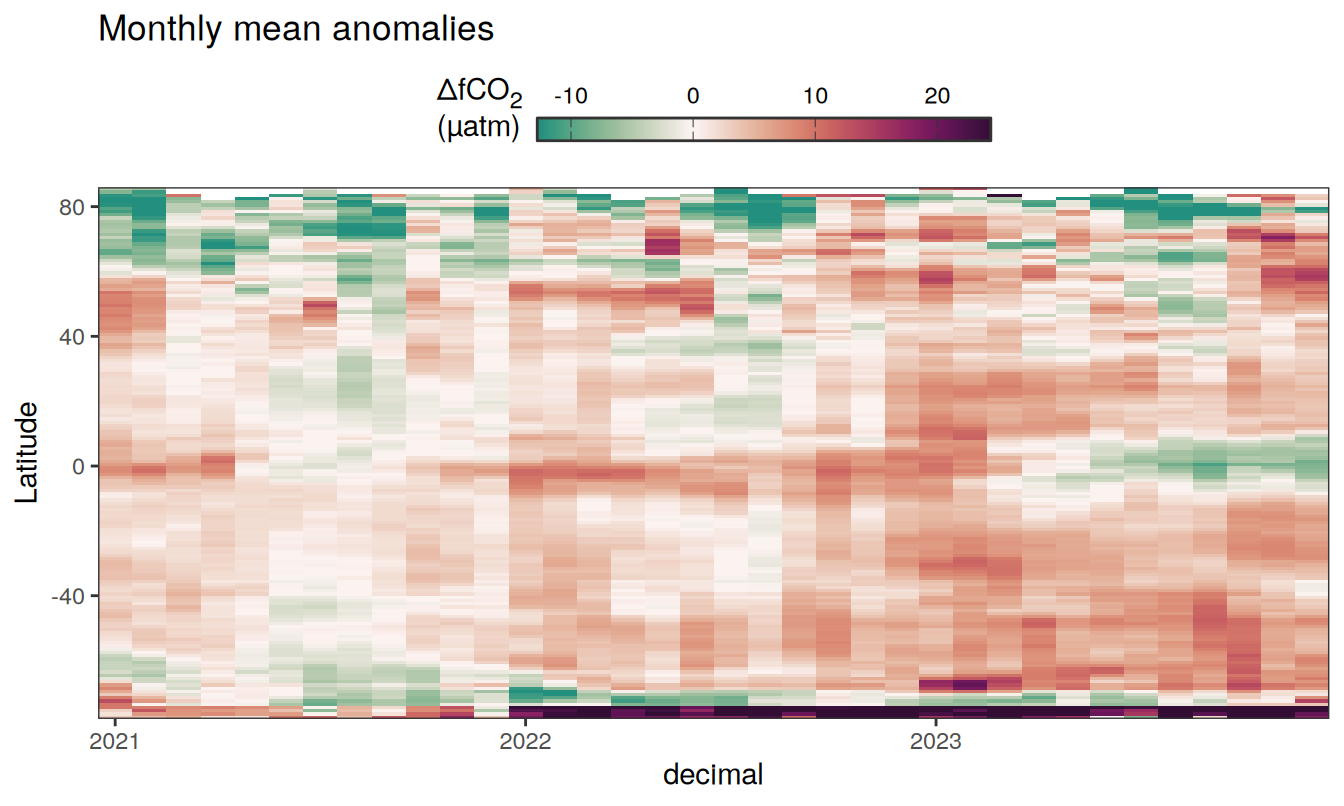 Monthly mean anomalies
ΔfCO₂ -10 0 10 20
(µatm)
80
40
0
-40
Latitude
2021 2022 2023
decimal